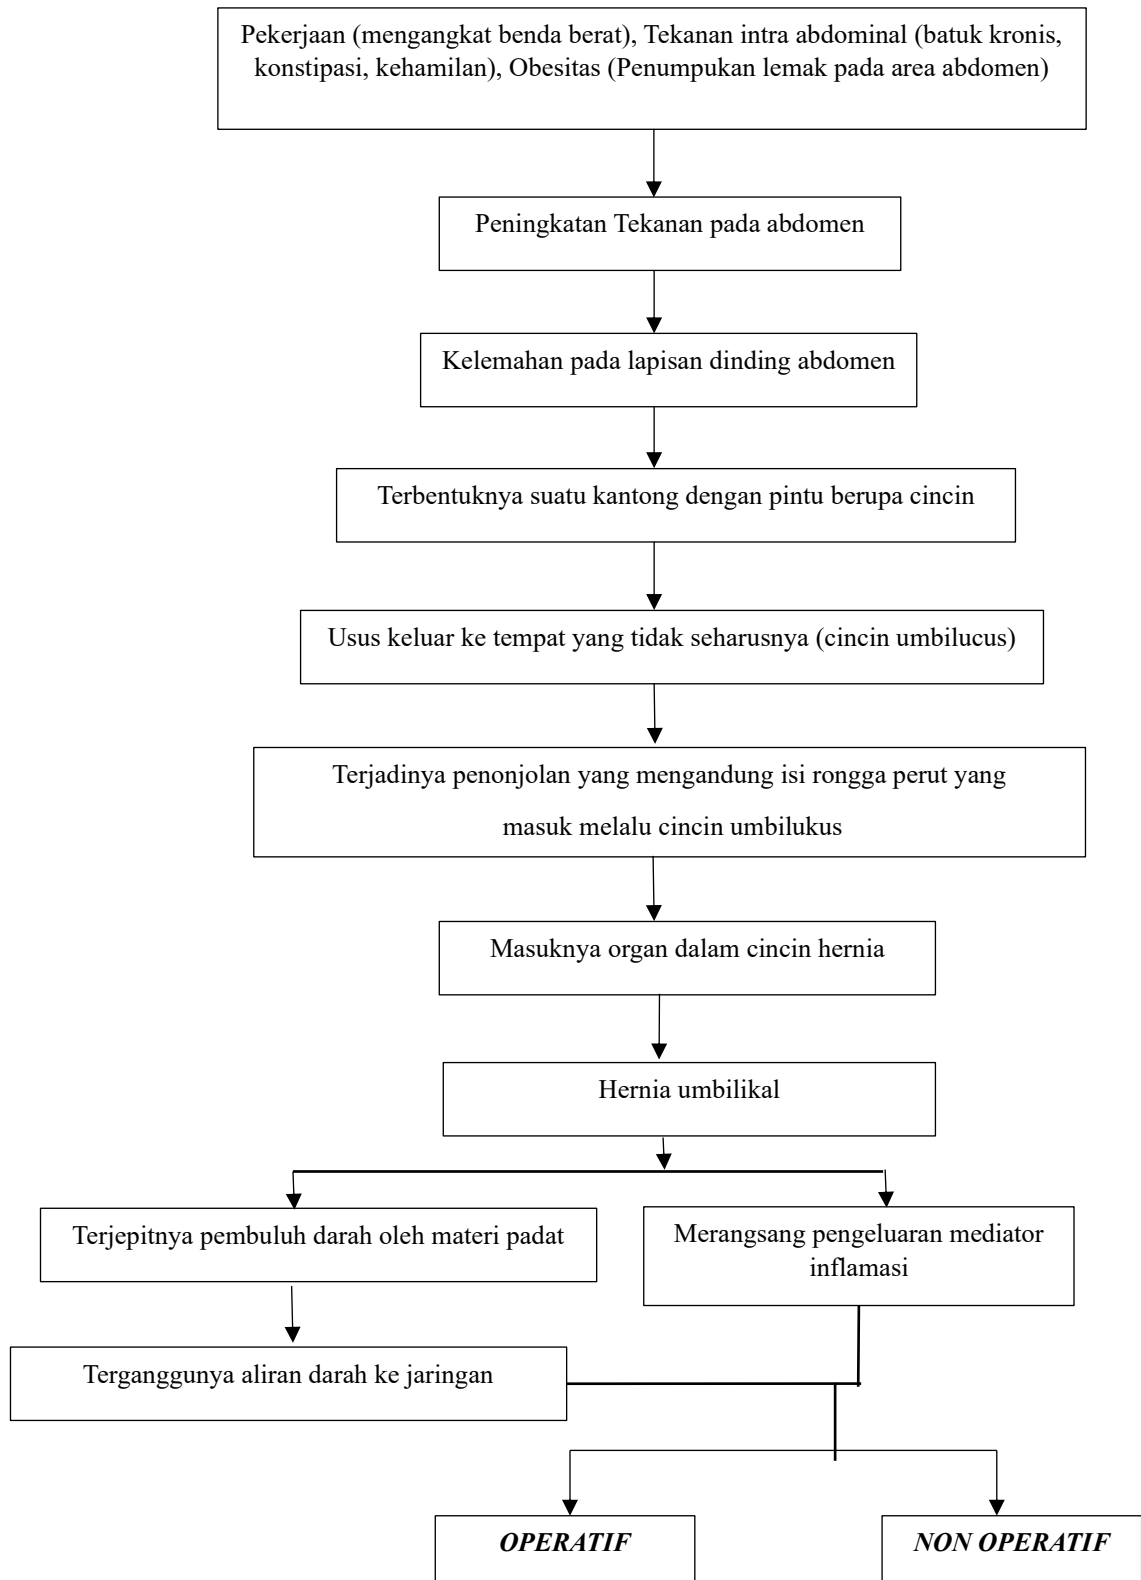 Pekerjaan (mengangkat benda berat), Tekanan intra abdominal (batuk kronis,
konstipasi, kehamilan), Obesitas (Penumpukan lemak pada area abdomen)
Peningkatan Tekanan pada abdomen
Kelemahan pada lapisan dinding abdomen
Terbentuknya suatu kantong dengan pintu berupa cincin
Usus keluar ke tempat yang tidak seharusnya (cincin umbilucus)
Terjadinya penonjolan yang mengandung isi rongga perut yang
masuk melalu cincin umbilukus
Masuknya organ dalam cincin hernia
Hernia umbilikal
Terjepitnya pembuluh darah oleh materi padat
Merangsang pengeluaran mediator
inflamasi
Terganggunya aliran darah ke jaringan
OPERATIF
NON OPERATIF